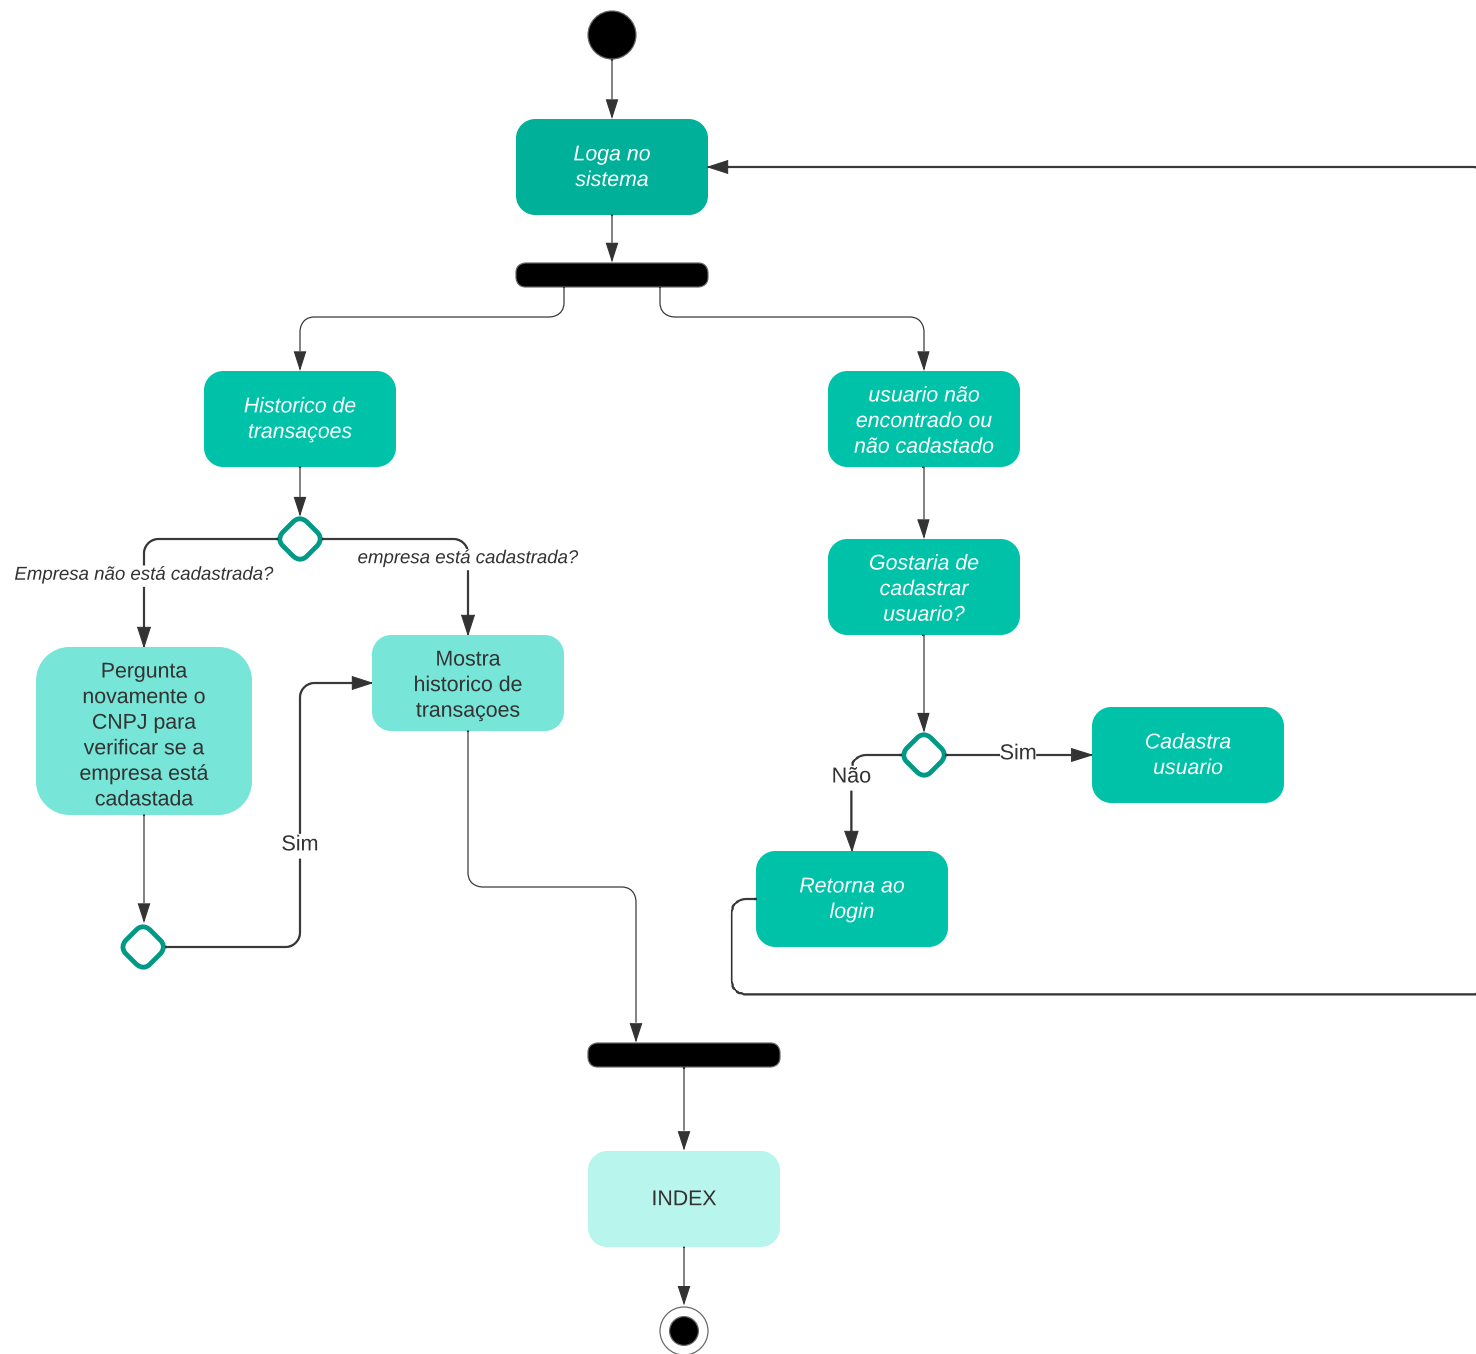 Loga no
sistema
Historico de
transaçoes
usuario não
encontrado ou
não cadastado
empresa está cadastrada?
Empresa não está cadastrada?
Gostaria de
cadastrar
usuario?
Pergunta
novamente o
CNPJ para
verificar se a
empresa está
cadastada
Mostra
historico de
transaçoes
Sim
Não
Sim
Cadastra
usuario
Retorna ao
login
INDEX